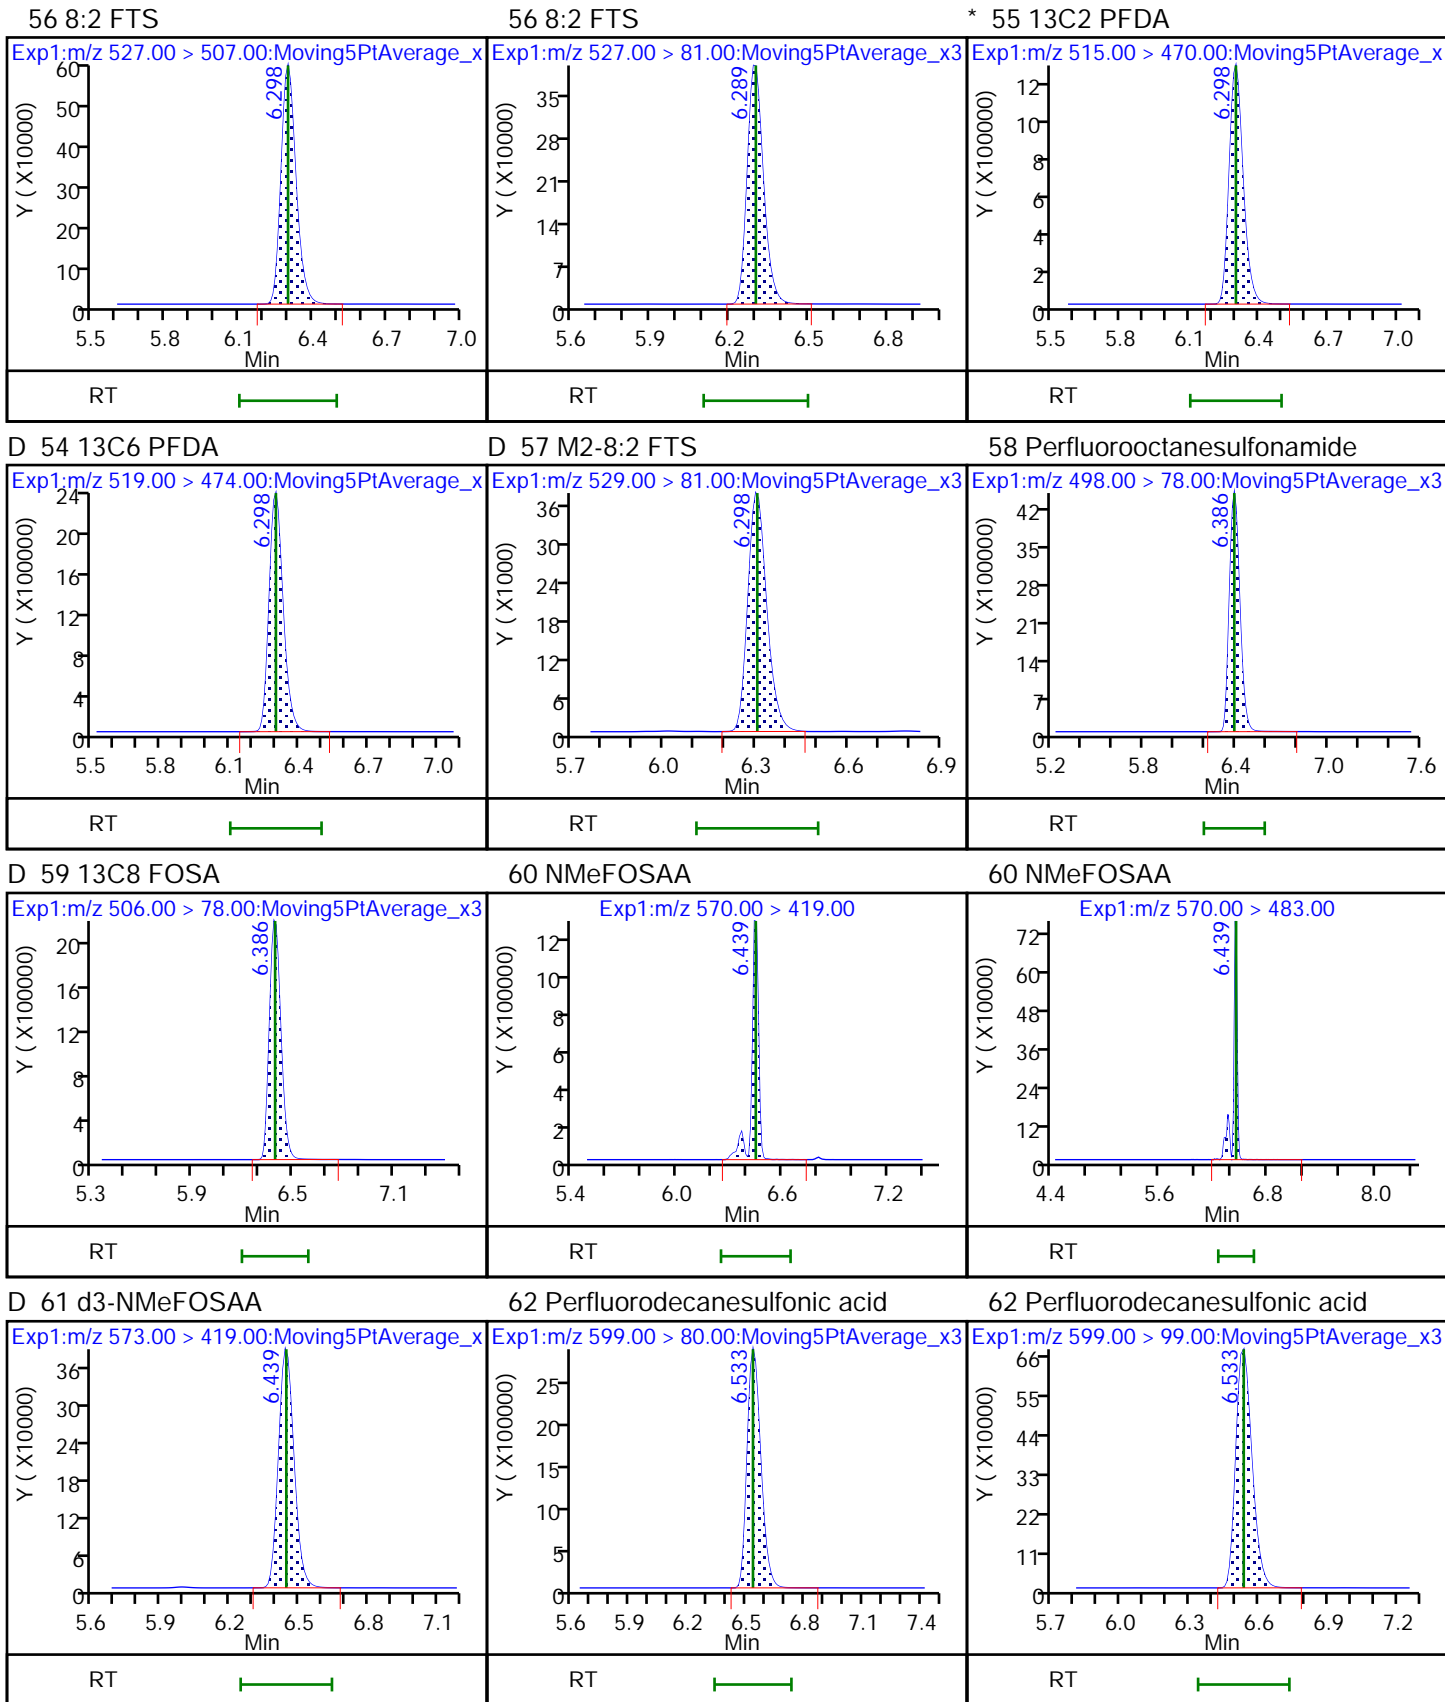 56 8:2 FTS
Exp1:m/z 527.00 > 507.00:Moving5PtAverage_x
Y ( X10000)
60
50
40
30
20
10
0
6.298
5.5 5.8 6.1 6.4 6.7 7.0
Min
RT
56 8:2 FTS
Exp1:m/z 527.00 > 81.00:Moving5PtAverage_x3
Y ( X10000)
35
28
21
14
7
0
6.289
5.6 5.9 6.2 6.5 6.8
Min
RT
* 55 13C2 PFDA
Exp1:m/z 515.00 > 470.00:Moving5PtAverage_x
Y ( X100000)
12
10
8
6
4
2
0
6.298
5.5 5.8 6.1 6.4 6.7 7.0
Min
RT
D 54 13C6 PFDA
Exp1:m/z 519.00 > 474.00:Moving5PtAverage_x
Y ( X100000)
24
20
16
12
8
4
0
6.298
5.5 5.8 6.1 6.4 6.7 7.0
Min
RT
D 57 M2-8:2 FTS
Exp1:m/z 529.00 > 81.00:Moving5PtAverage_x3
Y ( X1000)
36
30
24
18
12
6
0
6.298
5.7 6.0 6.3 6.6 6.9
Min
RT
58 Perfluorooctanesulfonamide
Exp1:m/z 498.00 > 78.00:Moving5PtAverage_x3
Y ( X100000)
42
35
28
21
14
7
0
6.386
5.2 5.8 6.4 7.0 7.6
Min
RT
D 59 13C8 FOSA
Exp1:m/z 506.00 > 78.00:Moving5PtAverage_x3
Y ( X100000)
20
16
12
8
4
0
6.386
5.3 5.9 6.5 7.1
Min
RT
60 NMeFOSAA
Exp1:m/z 570.00 > 419.00
Y ( X100000)
12
10
8
6
4
2
0
6.439
5.4 6.0 6.6 7.2
Min
RT
60 NMeFOSAA
Exp1:m/z 570.00 > 483.00
Y ( X10000)
72
60
48
36
24
12
0
6.439
4.4 5.6 6.8 8.0
Min
RT
D 61 d3-NMeFOSAA
Exp1:m/z 573.00 > 419.00:Moving5PtAverage_x
Y ( X10000)
36
30
24
18
12
6
0
6.439
5.6 5.9 6.2 6.5 6.8 7.1
Min
RT
62 Perfluorodecanesulfonic acid
Exp1:m/z 599.00 > 80.00:Moving5PtAverage_x3
Y ( X100000)
25
20
15
10
5
0
6.533
5.6 5.9 6.2 6.5 6.8 7.1 7.4
Min
RT
62 Perfluorodecanesulfonic acid
Exp1:m/z 599.00 > 99.00:Moving5PtAverage_x3
Y ( X10000)
66
55
44
33
22
11
0
6.533
5.7 6.0 6.3 6.6 6.9 7.2
Min
RT